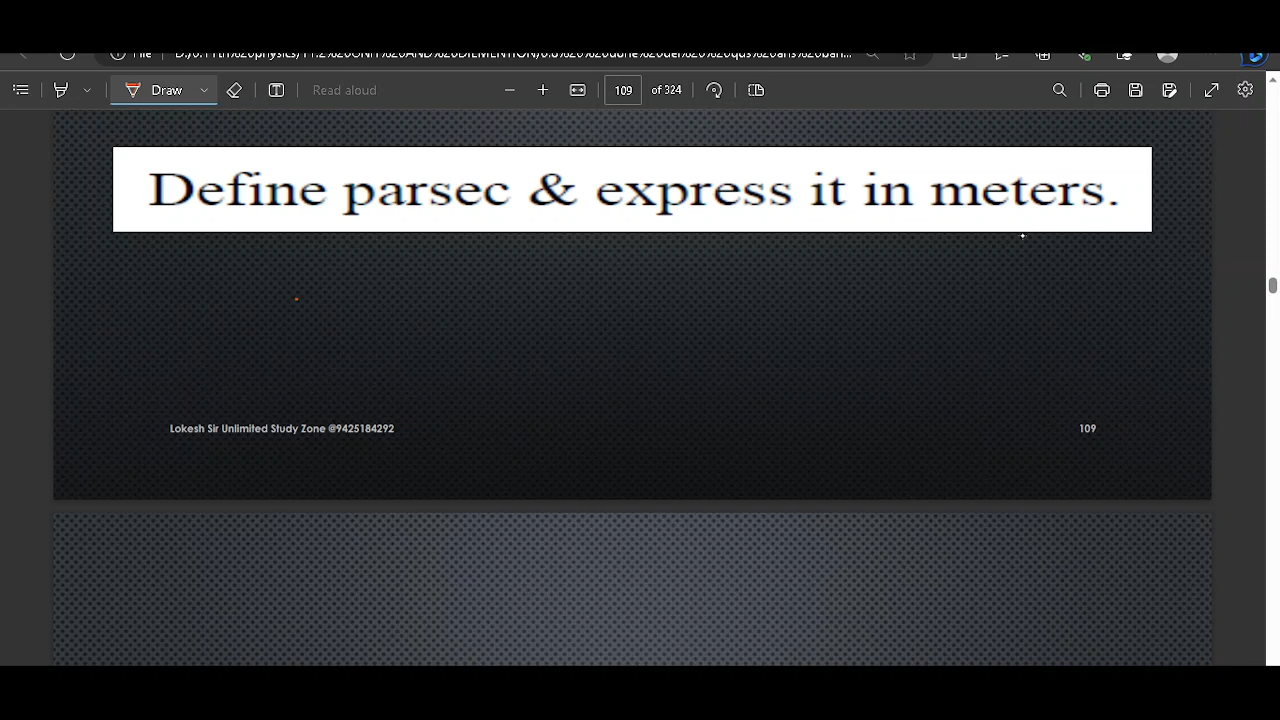 File
Draw
Read aloud
109 of 324
Define parsec & express it in meters.
Lokesh Sir Unlimited Study Zone @9425184292
109